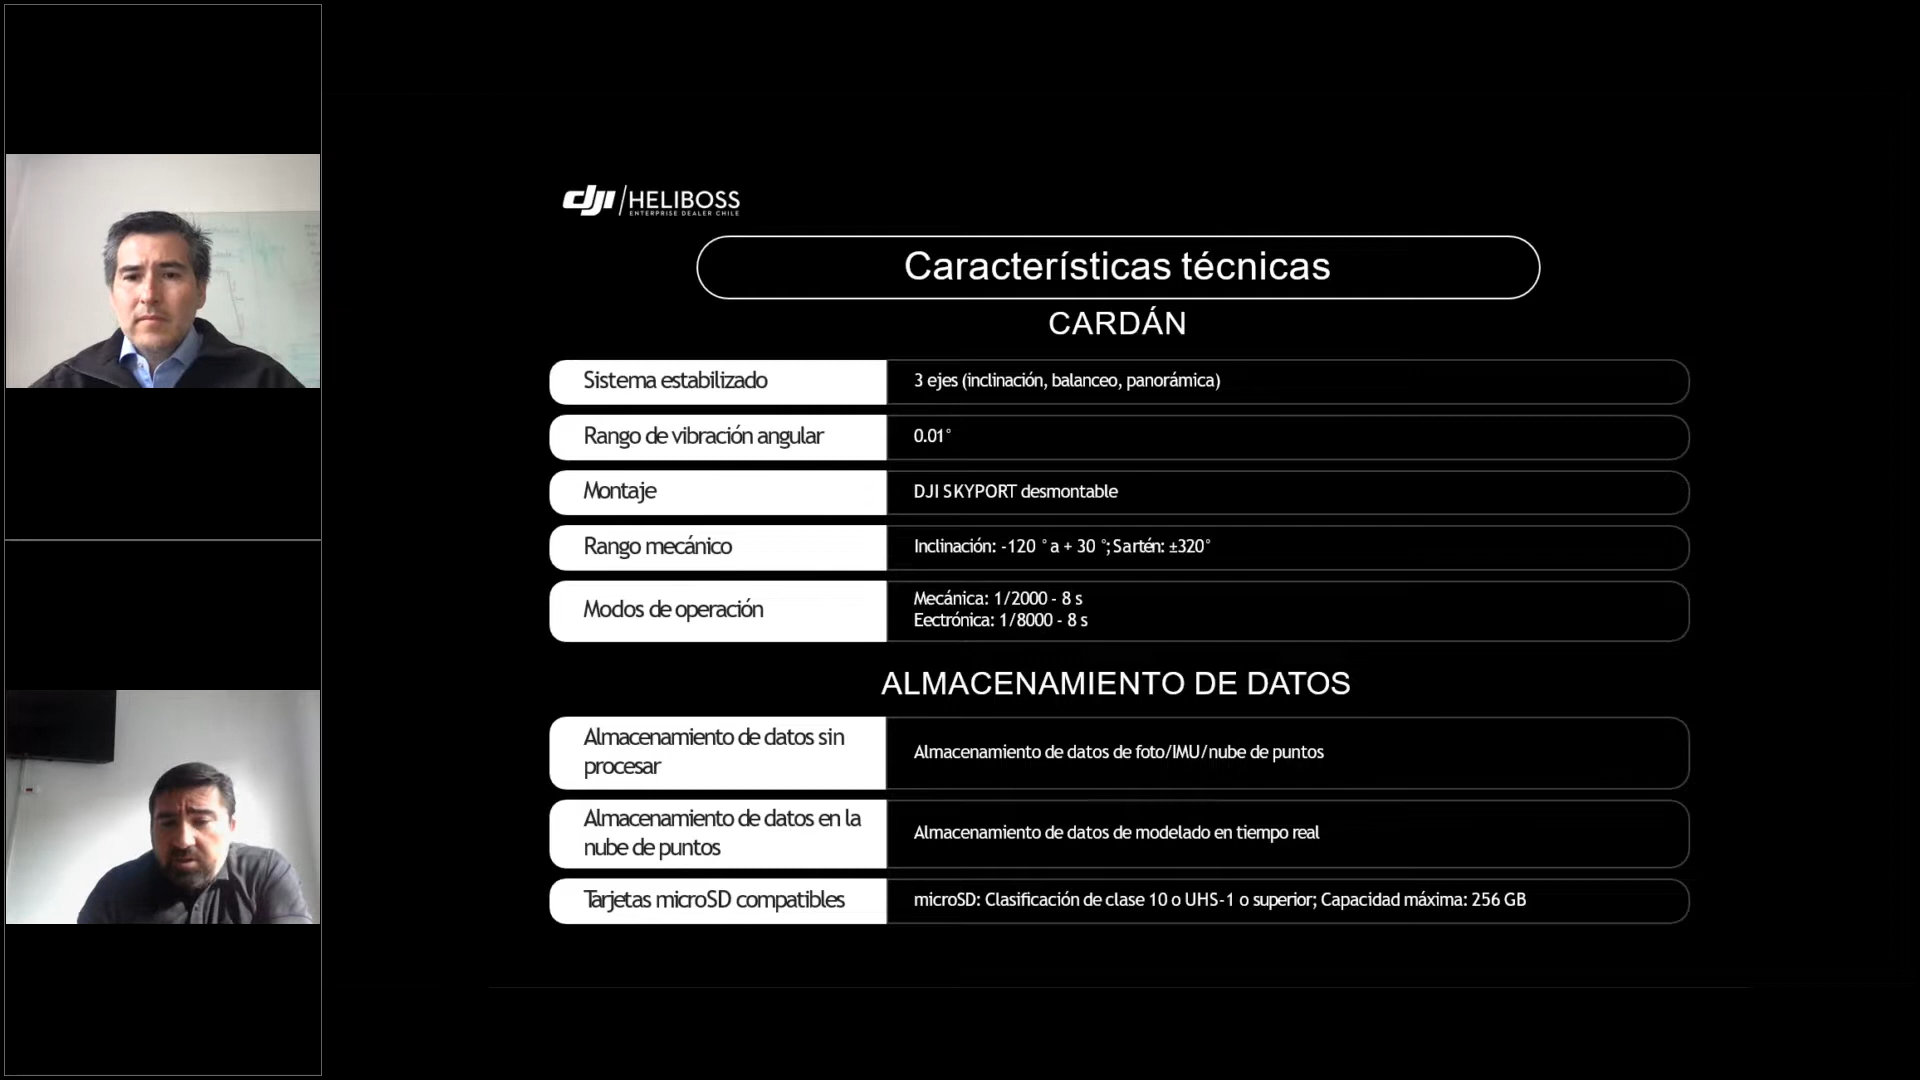 dji / HELIBOSS
ENTERPRISE DEALER CHILE
Características técnicas
CARDÁN
Sistema estabilizado
3 ejes (inclinación, balanceo, panorámica)
Rango de vibración angular
0.01°
Montaje
DJI SKYPORT desmontable
Rango mecánico
Inclinación: -120 ° a + 30 °; Sartén: ±320°
Modos de operación
Mecánica: 1/2000 - 8 s
Eectrónica: 1/8000 - 8 s
ALMACENAMIENTO DE DATOS
Almacenamiento de datos sin
procesar
Almacenamiento de datos de foto/IMU/nube de puntos
Almacenamiento de datos en la
nube de puntos
Almacenamiento de datos de modelado en tiempo real
Tarjetas microSD compatibles
microSD: Clasificación de clase 10 o UHS-1 o superior; Capacidad máxima: 256 GB